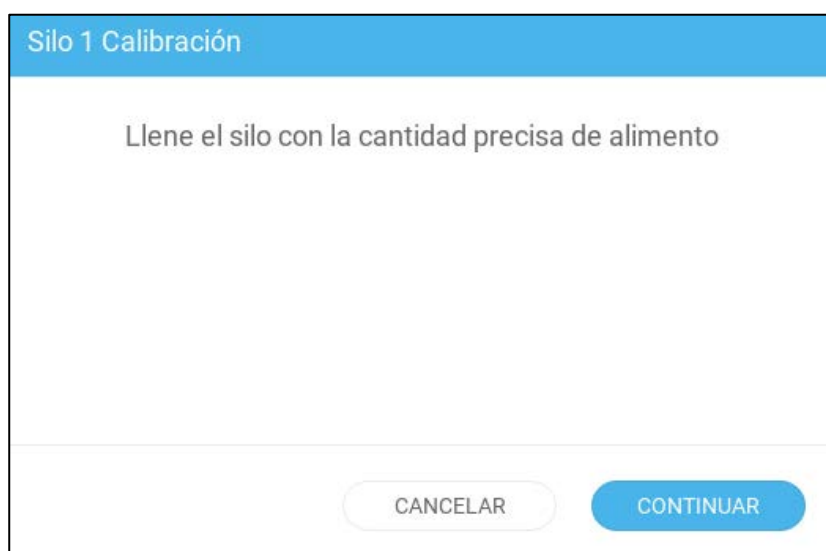 Silo 1 Calibración
Llene el silo con la cantidad precisa de alimento
CANCELAR
CONTINUAR